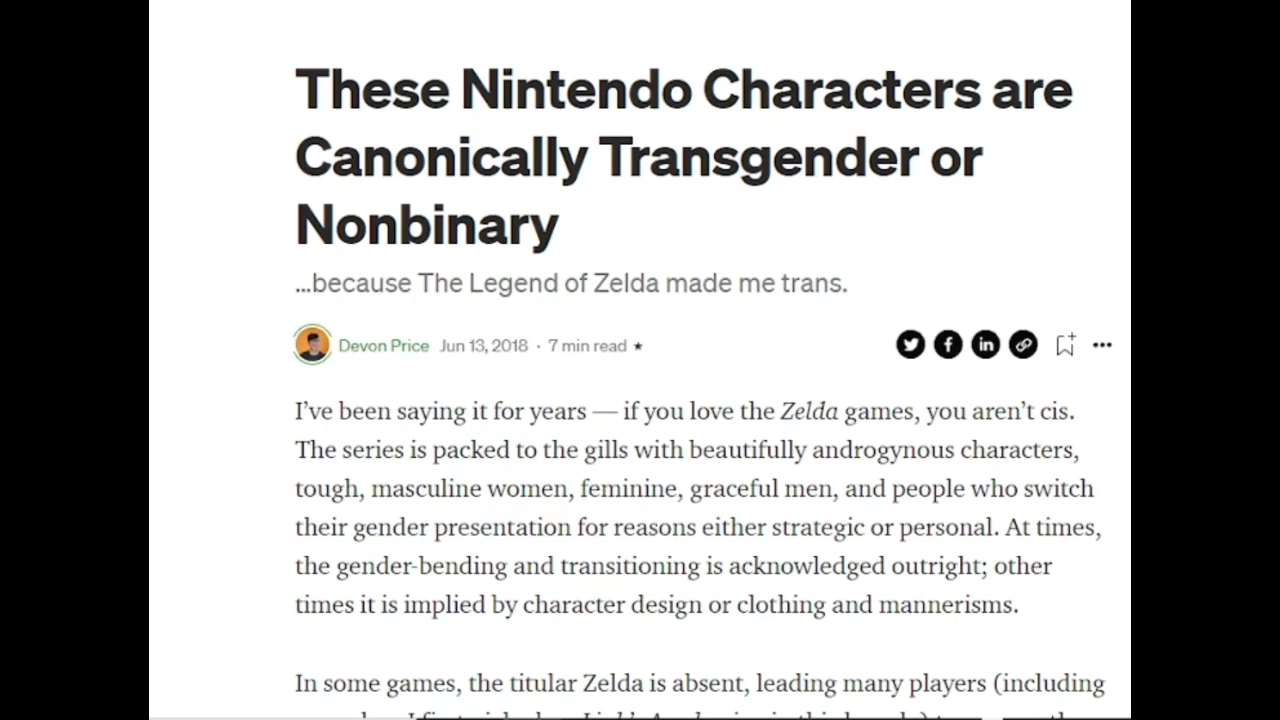 These Nintendo Characters are
Canonically Transgender or
Nonbinary
...because The Legend of Zelda made me trans.
Devon Price Jun 13, 2018 · 7 min read ★
I've been saying it for years — if you love the Zelda games, you aren't cis.
The series is packed to the gills with beautifully androgynous characters,
tough, masculine women, feminine, graceful men, and people who switch
their gender presentation for reasons either strategic or personal. At times,
the gender-bending and transitioning is acknowledged outright; other
times it is implied by character design or clothing and mannerisms.
In some games, the titular Zelda is absent, leading many players (including